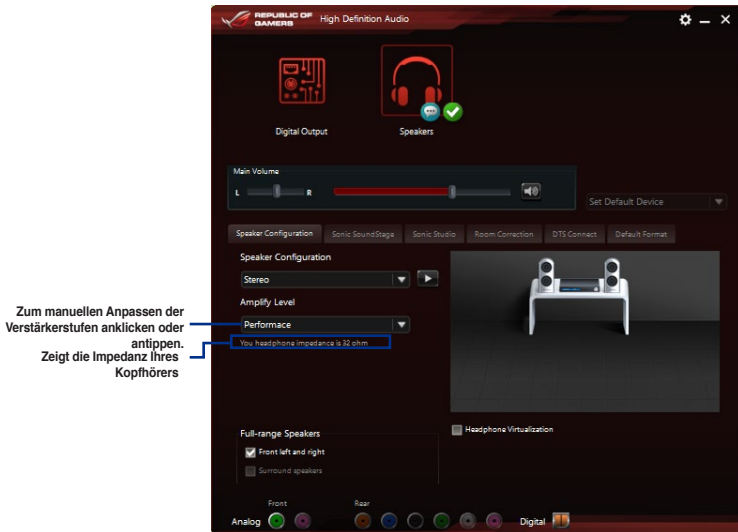 REPUBLIC OF
GAMERS
High Definition Audio
Digital Output
Speakers
Main Volume
L
R
Set Default Device
Speaker Configuration
Sonic SoundStage
Sonic Studio
Room Correction
DTS Connect
Default Format
Speaker Configuration
Stereo
Amplify Level
Performace
You headphone impedance is 32 ohm
Zum manuellen Anpassen der
Verstärkerstufen anklicken oder
antippen.
Zeigt die Impedanz Ihres
Kopfhörers
Headphone Virtualization
Full-range Speakers
Front left and right
Surround speakers
Front
Rear
Analog
Digital